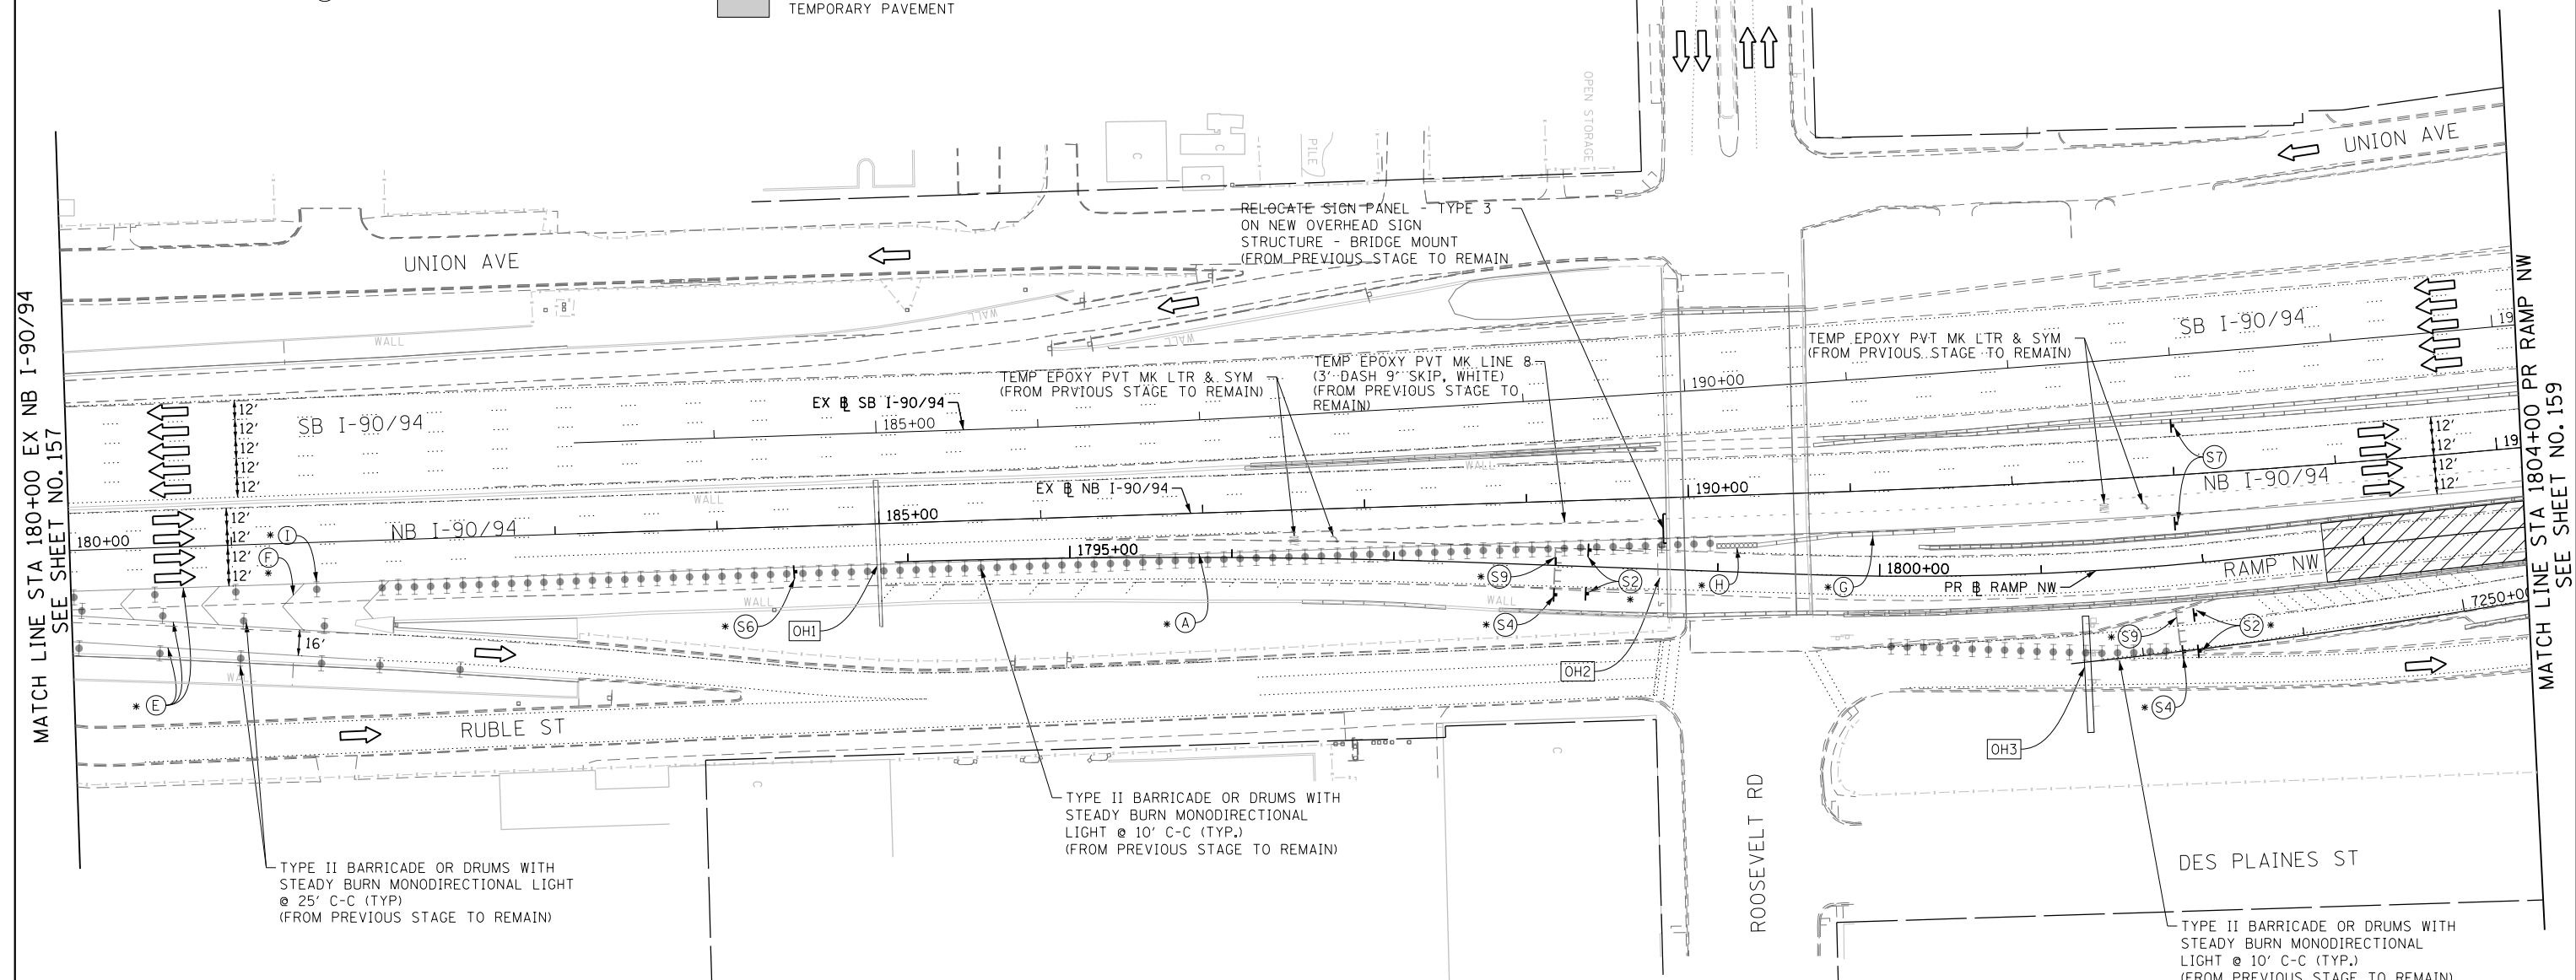 TEMPORARY PAVEMENT
OPEN STORAGE
UNION AVE
C
C
C
PILE
RELOCATE SIGN PANEL - TYPE 3
ON NEW OVERHEAD SIGN
STRUCTURE - BRIDGE MOUNT
(FROM PREVIOUS STAGE TO REMAIN
UNION AVE
WALL
WALL
WALL
MATCH LINE STA 180+00 EX NB I-90/94
SEE SHEET NO.157
MATCH LINE STA 1804+00 PR RAMP NW
SEE SHEET NO. 159
SB I-90/94
19
TEMP EPOXY PVT MK LTR & SYM
(FROM PRVIOUS STAGE TO REMAIN)
TEMP EPOXY PVT MK LINE 8
(3' DASH 9' SKIP, WHITE)
(FROM PREVIOUS STAGE TO
REMAIN)
TEMP EPOXY PVT MK LTR & SYM
(FROM PRVIOUS STAGE TO REMAIN)
190+00
EX B SB I-90/94
185+00
12'
12'
12'
12'
12'
SB I-90/94
12'
12'
12'
12'
19
S7
NB I-90/94
WALL
WALL
EX B NB I-90/94
190+00
185+00
12'
12'
12'
12'
NB I-90/94
180+00
* I
F
*
1795+00
1800+00
PR B RAMP NW
RAMP NW
* S9
S2
*
* H
* G
WALL
WALL
* S6
OH1
* A
* S4
7250+00
* S9
S2 *
16'
WALL
* E
OH2
* S4
RUBLE ST
OH3
C
C
TYPE II BARRICADE OR DRUMS WITH
STEADY BURN MONODIRECTIONAL
LIGHT @ 10' C-C (TYP.)
(FROM PREVIOUS STAGE TO REMAIN)
TYPE II BARRICADE OR DRUMS WITH
STEADY BURN MONODIRECTIONAL LIGHT
@ 25' C-C (TYP)
(FROM PREVIOUS STAGE TO REMAIN)
ROOSEVELT RD
DES PLAINES ST
TYPE II BARRICADE OR DRUMS WITH
STEADY BURN MONODIRECTIONAL
LIGHT @ 10' C-C (TYP.)
(FROM PREVIOUS STAGE TO REMAIN)